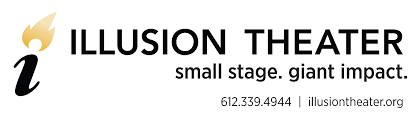 i ILLUSION THEATER
small stage. giant impact.
612.339.4944 | illusiontheater.org